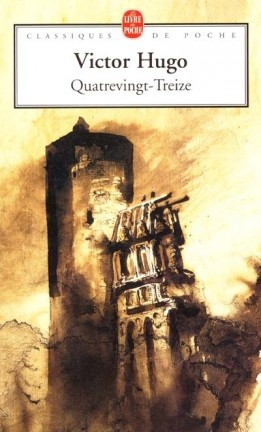 LE LIVRE
DE
POCHE
CLASSIQUES DE POCHE
Victor Hugo
Quatrevingt-Treize